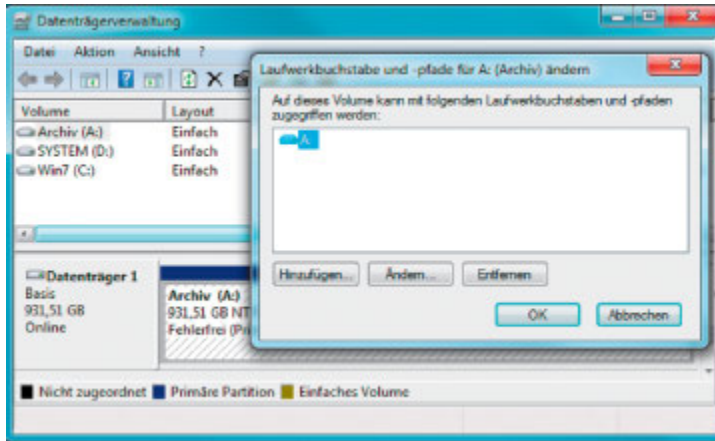 Datenträgerverwaltung
Datei Aktion Ansicht ?
Volume Layout
Archiv (A:) Einfach
SYSTEM (D:) Einfach
Win7 (C:) Einfach
Datenträger 1
Basis
931,51 GB
Online
Archiv (A:)
931,51 GB NT
Fehlerfrei (Pri
Nicht zugeordnet Primäre Partition Einfaches Volume
Laufwerkbuchstabe und -pfade für A: (Archiv) ändern
Auf dieses Volume kann mit folgenden Laufwerkbuchstaben und -pfaden
zugegriffen werden:
A:
Hinzufügen... Ändern... Entfernen
OK Abbrechen